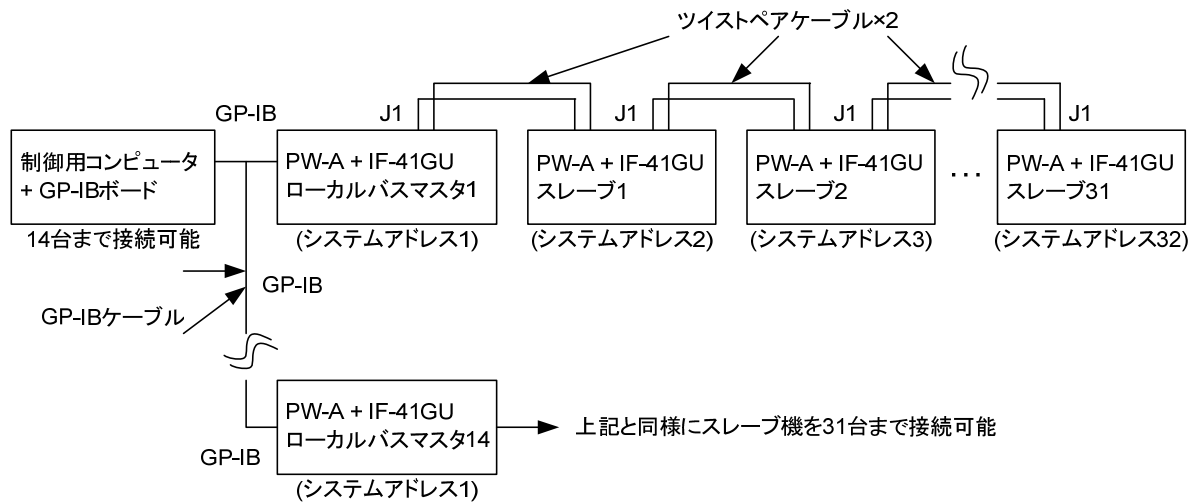 ツイストペアケーブル×2
GP-IB
J1
J1
J1
J1
制御用コンピュータ
+ GP-IBボード
PW-A + IF-41GU
ローカルバスマスタ1
PW-A + IF-41GU
スレーブ1
PW-A + IF-41GU
スレーブ2
...
PW-A + IF-41GU
スレーブ31
14台まで接続可能
(システムアドレス1)
(システムアドレス2)
(システムアドレス3)
(システムアドレス32)
GP-IB
GP-IBケーブル
PW-A + IF-41GU
ローカルバスマスタ14
上記と同様にスレーブ機を31台まで接続可能
GP-IB
(システムアドレス1)